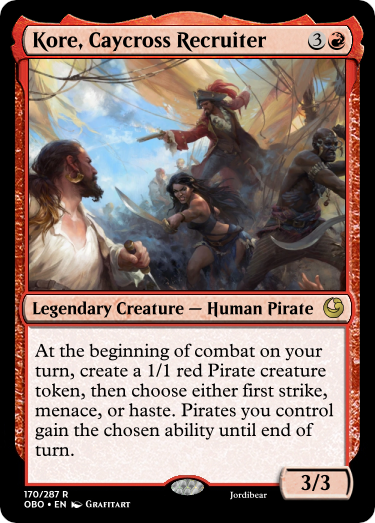 Kore, Caycross Recruiter 3
Legendary Creature — Human Pirate
At the beginning of combat on your
turn, create a 1/1 red Pirate creature
token, then choose either first strike,
menace, or haste. Pirates you control
gain the chosen ability until end of
turn.
3/3
170/287 R
OBO • EN Grafitart
Jordibear